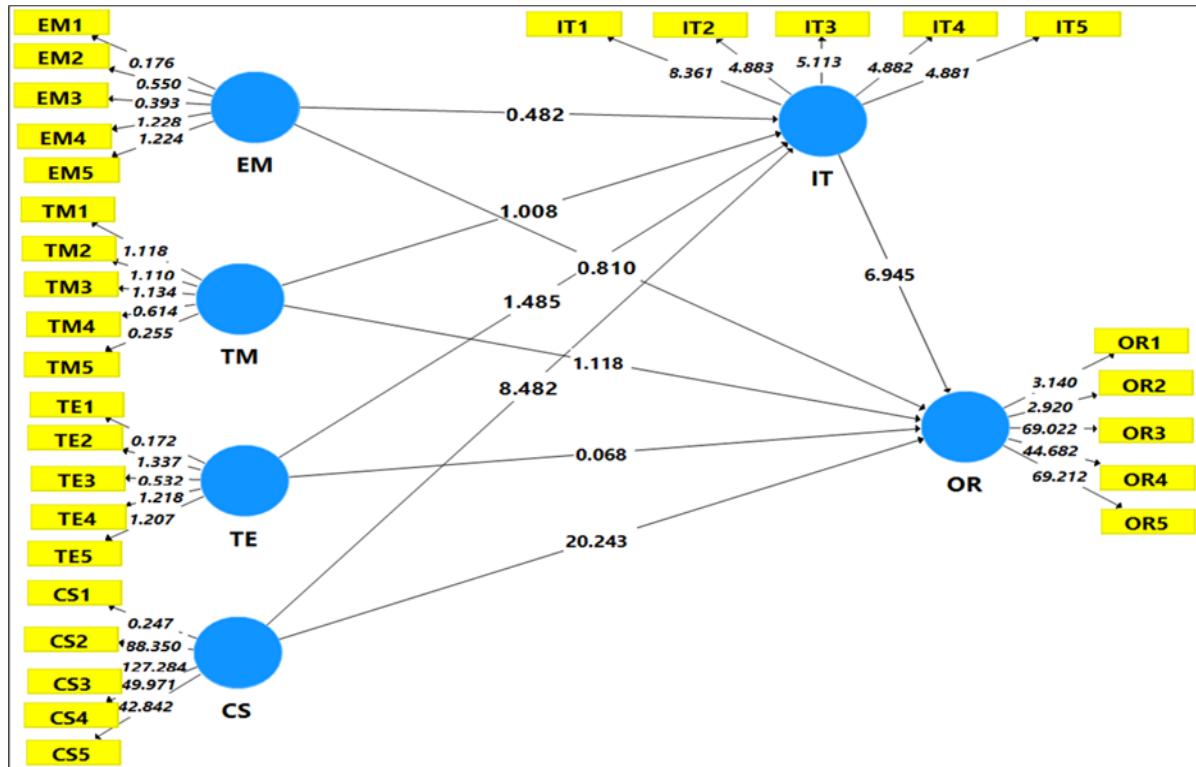 EM1
EM2
EM3
EM4
EM5
0.176
0.550
0.393
1.228
1.224
EM
TM1
TM2
TM3
TM4
TM5
1.118
1.110
1.134
0.614
0.255
TM
TE1
TE2
TE3
TE4
TE5
0.172
1.337
0.532
1.218
1.207
TE
CS1
CS2
CS3
CS4
CS5
0.247
88.350
127.284
49.971
42.842
CS
IT1
IT2
IT3
IT4
IT5
8.361
4.883
5.113
4.882
4.881
IT
0.482
1.008
0.810
1.485
1.118
8.482
0.068
20.243
6.945
OR1
OR2
OR3
OR4
OR5
3.140
2.920
69.022
44.682
69.212
OR